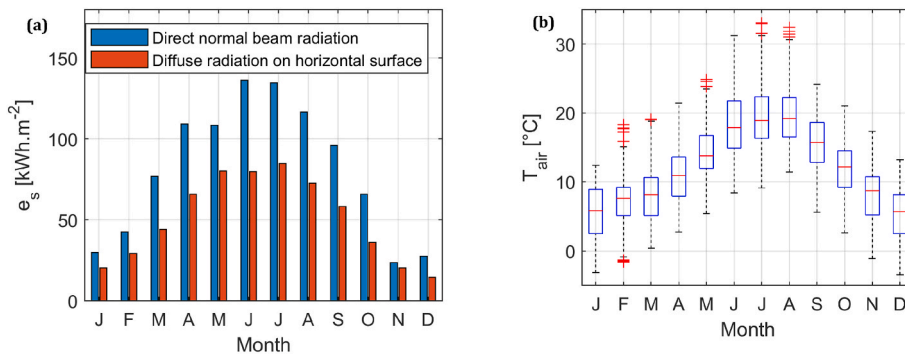 (a)
Direct normal beam radiation
Diffuse radiation on horizontal surface
e_s [kWh.m^-2]
150
100
50
0
J F M A M J J A S O N D
Month
(b)
T_air [°C]
30
20
10
0
J F M A M J J A S O N D
Month